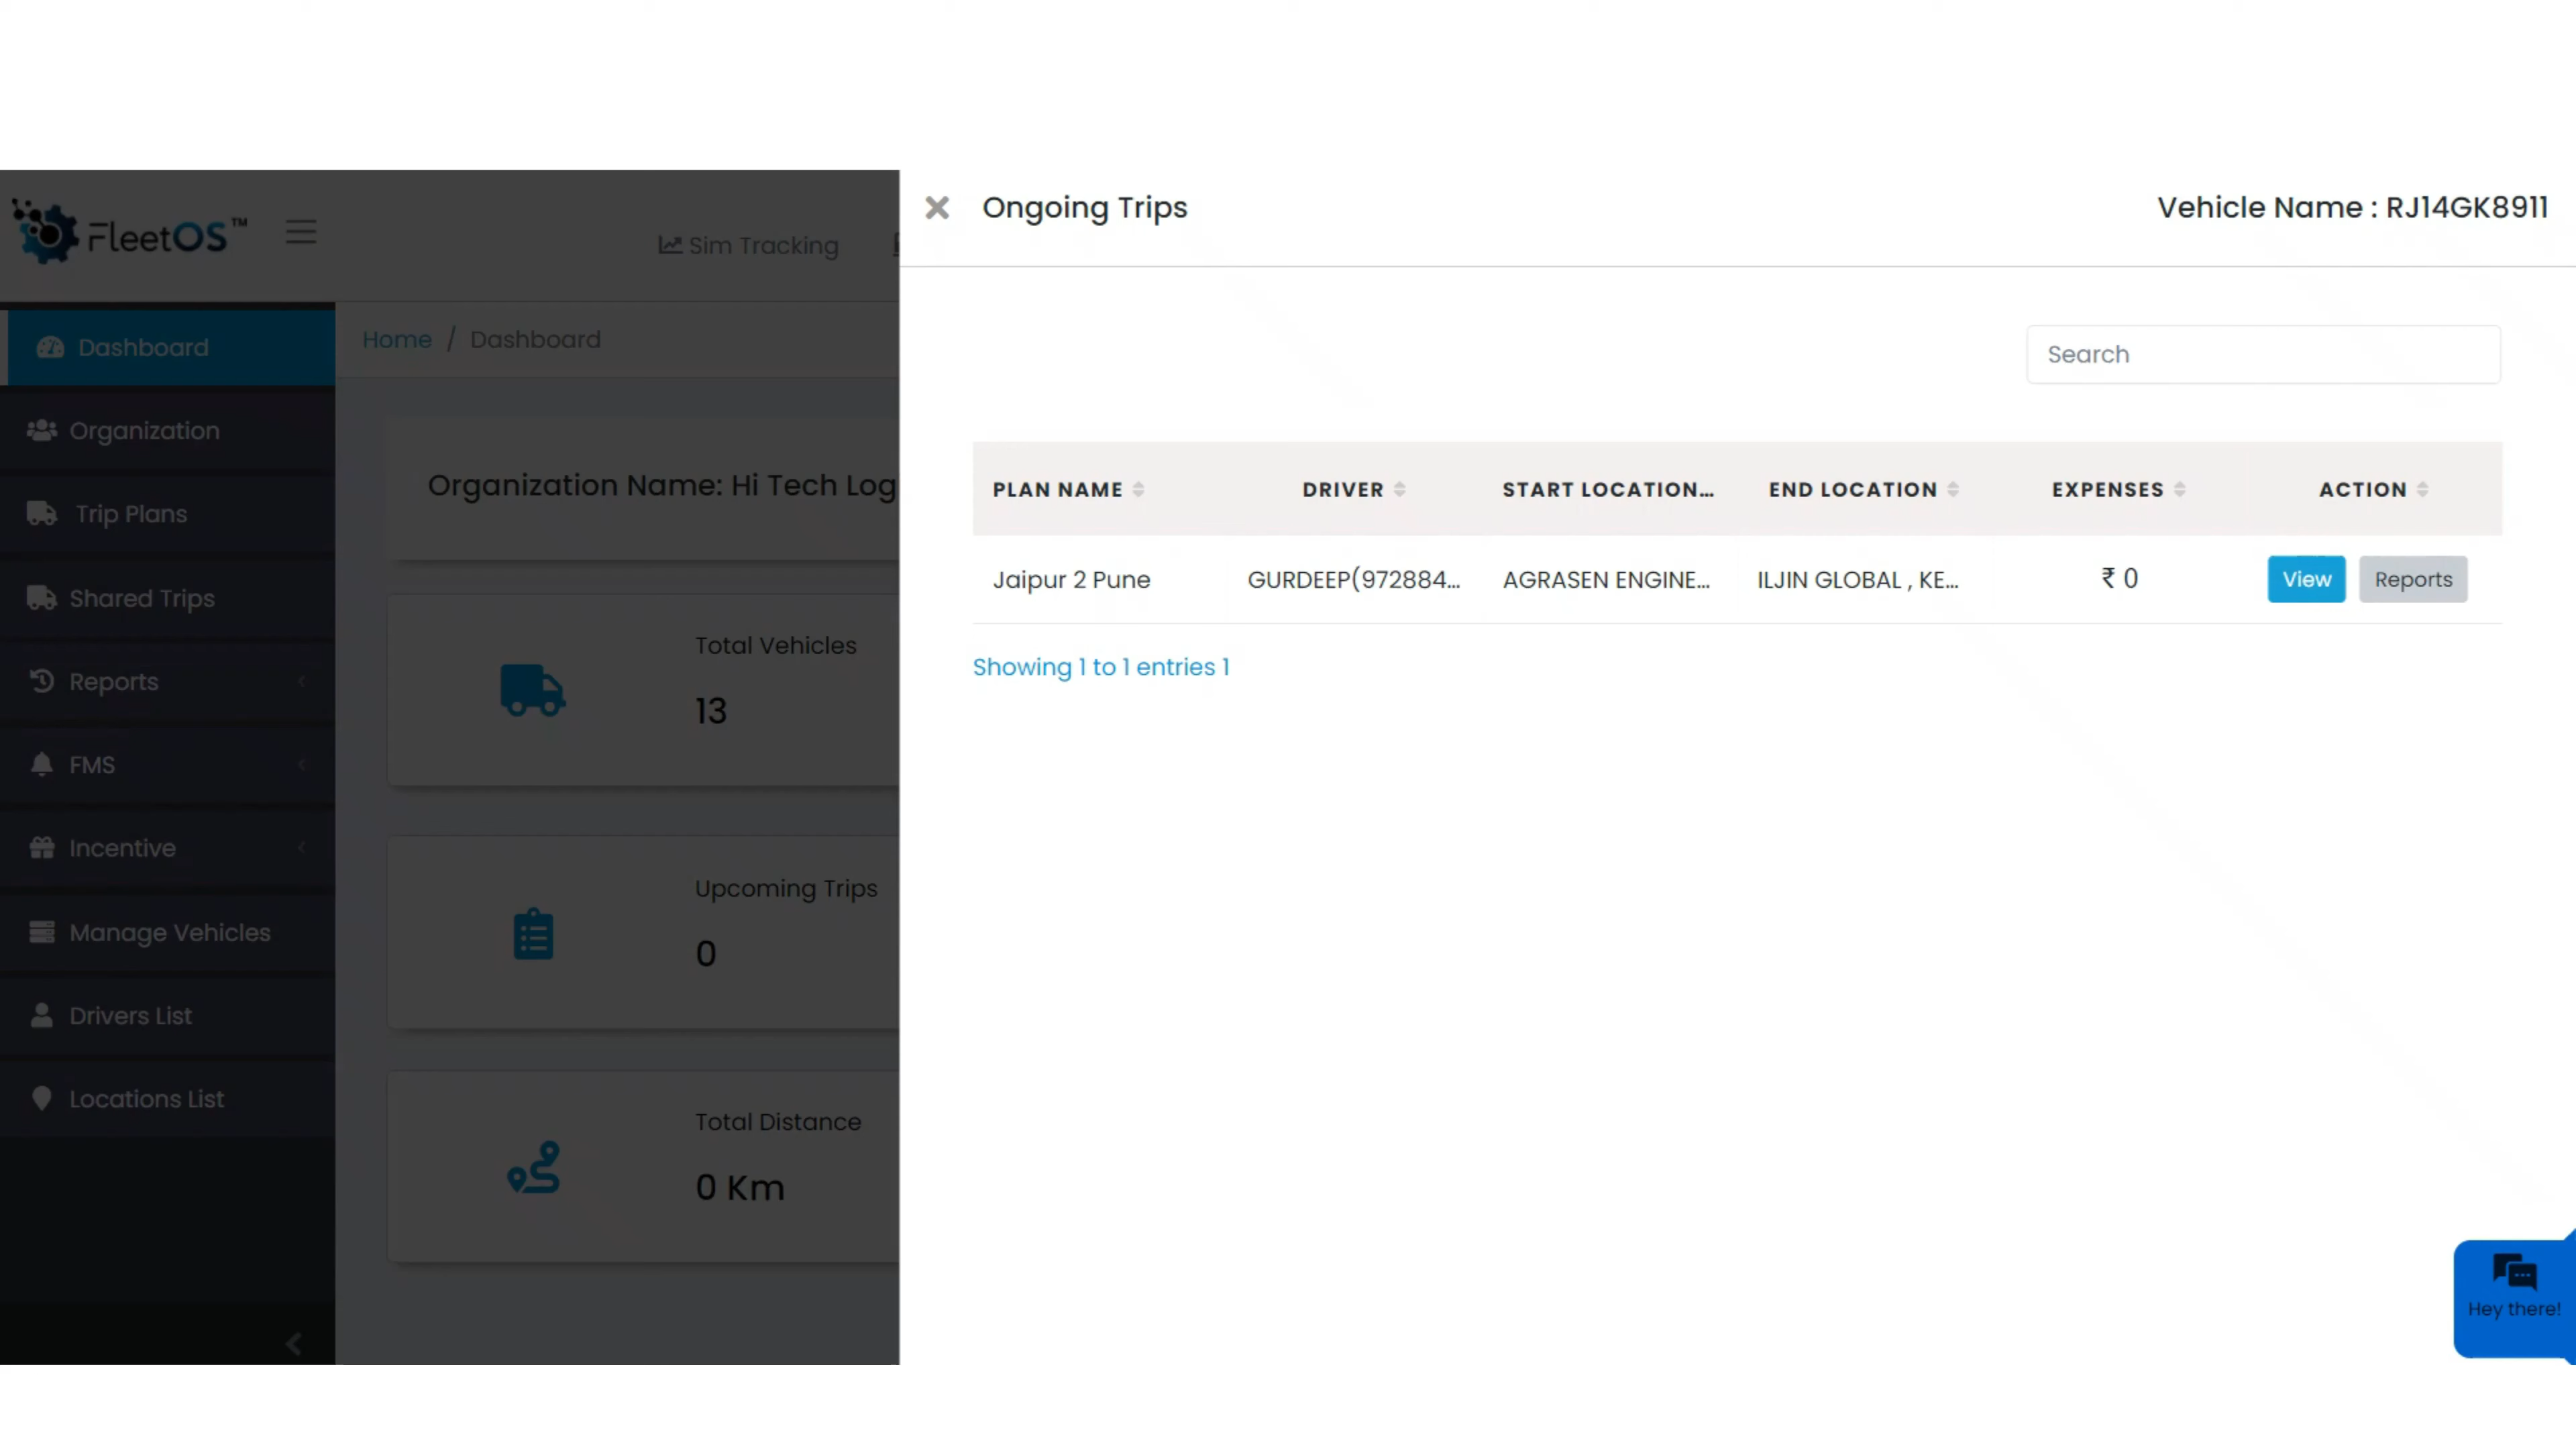 FleetOS™
Sim Tracking
Dashboard
Organization
Trip Plans
Shared Trips
Reports
FMS
Incentive
Manage Vehicles
Drivers List
Locations List
Home / Dashboard
Organization Name: Hi Tech Log
Total Vehicles
13
Upcoming Trips
0
Total Distance
0 Km
Ongoing Trips
Vehicle Name : RJ14GK8911
Search
PLAN NAME DRIVER START LOCATION... END LOCATION EXPENSES ACTION
Jaipur 2 Pune GURDEEP(972884... AGRASEN ENGINE... ILJIN GLOBAL , KE... ₹ 0 View Reports
Showing 1 to 1 entries 1
Hey there!